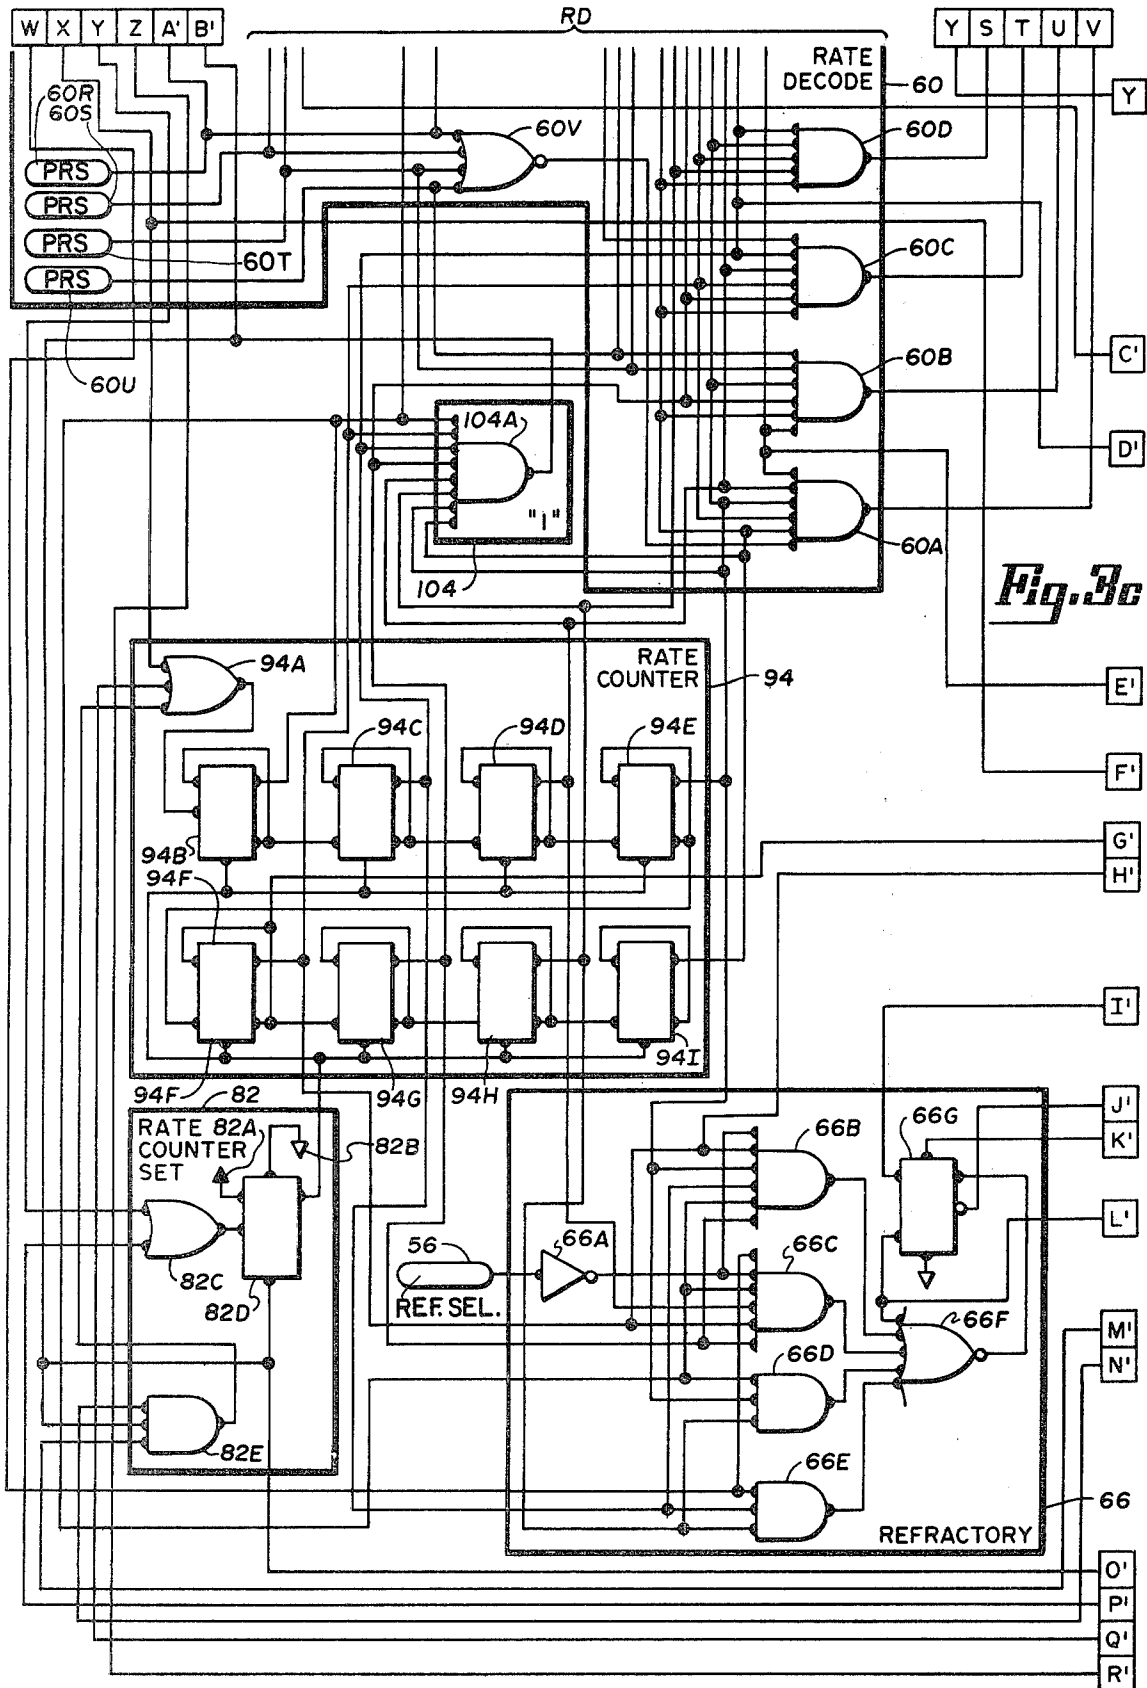 W X Y Z A' B'
RD
Y S T U V
RATE
DECODE
60
Y
60R
60S
60V
60D
PRS
PRS
PRS
60T
60C
PRS
60U
60B
C'
104A
D'
"1"
104
60A
Fig. 3c
94A
RATE
COUNTER
94
E'
94C
94D
94E
F'
94B
G'
94F
H'
I'
94F
94G
94H
94I
82
RATE
COUNTER
SET
82A
82B
66B
66G
J'
K'
L'
56
66A
66C
82C
82D
REF. SEL.
66F
M'
66D
N'
82E
66E
66
REFRACTORY
O'
P'
Q'
R'